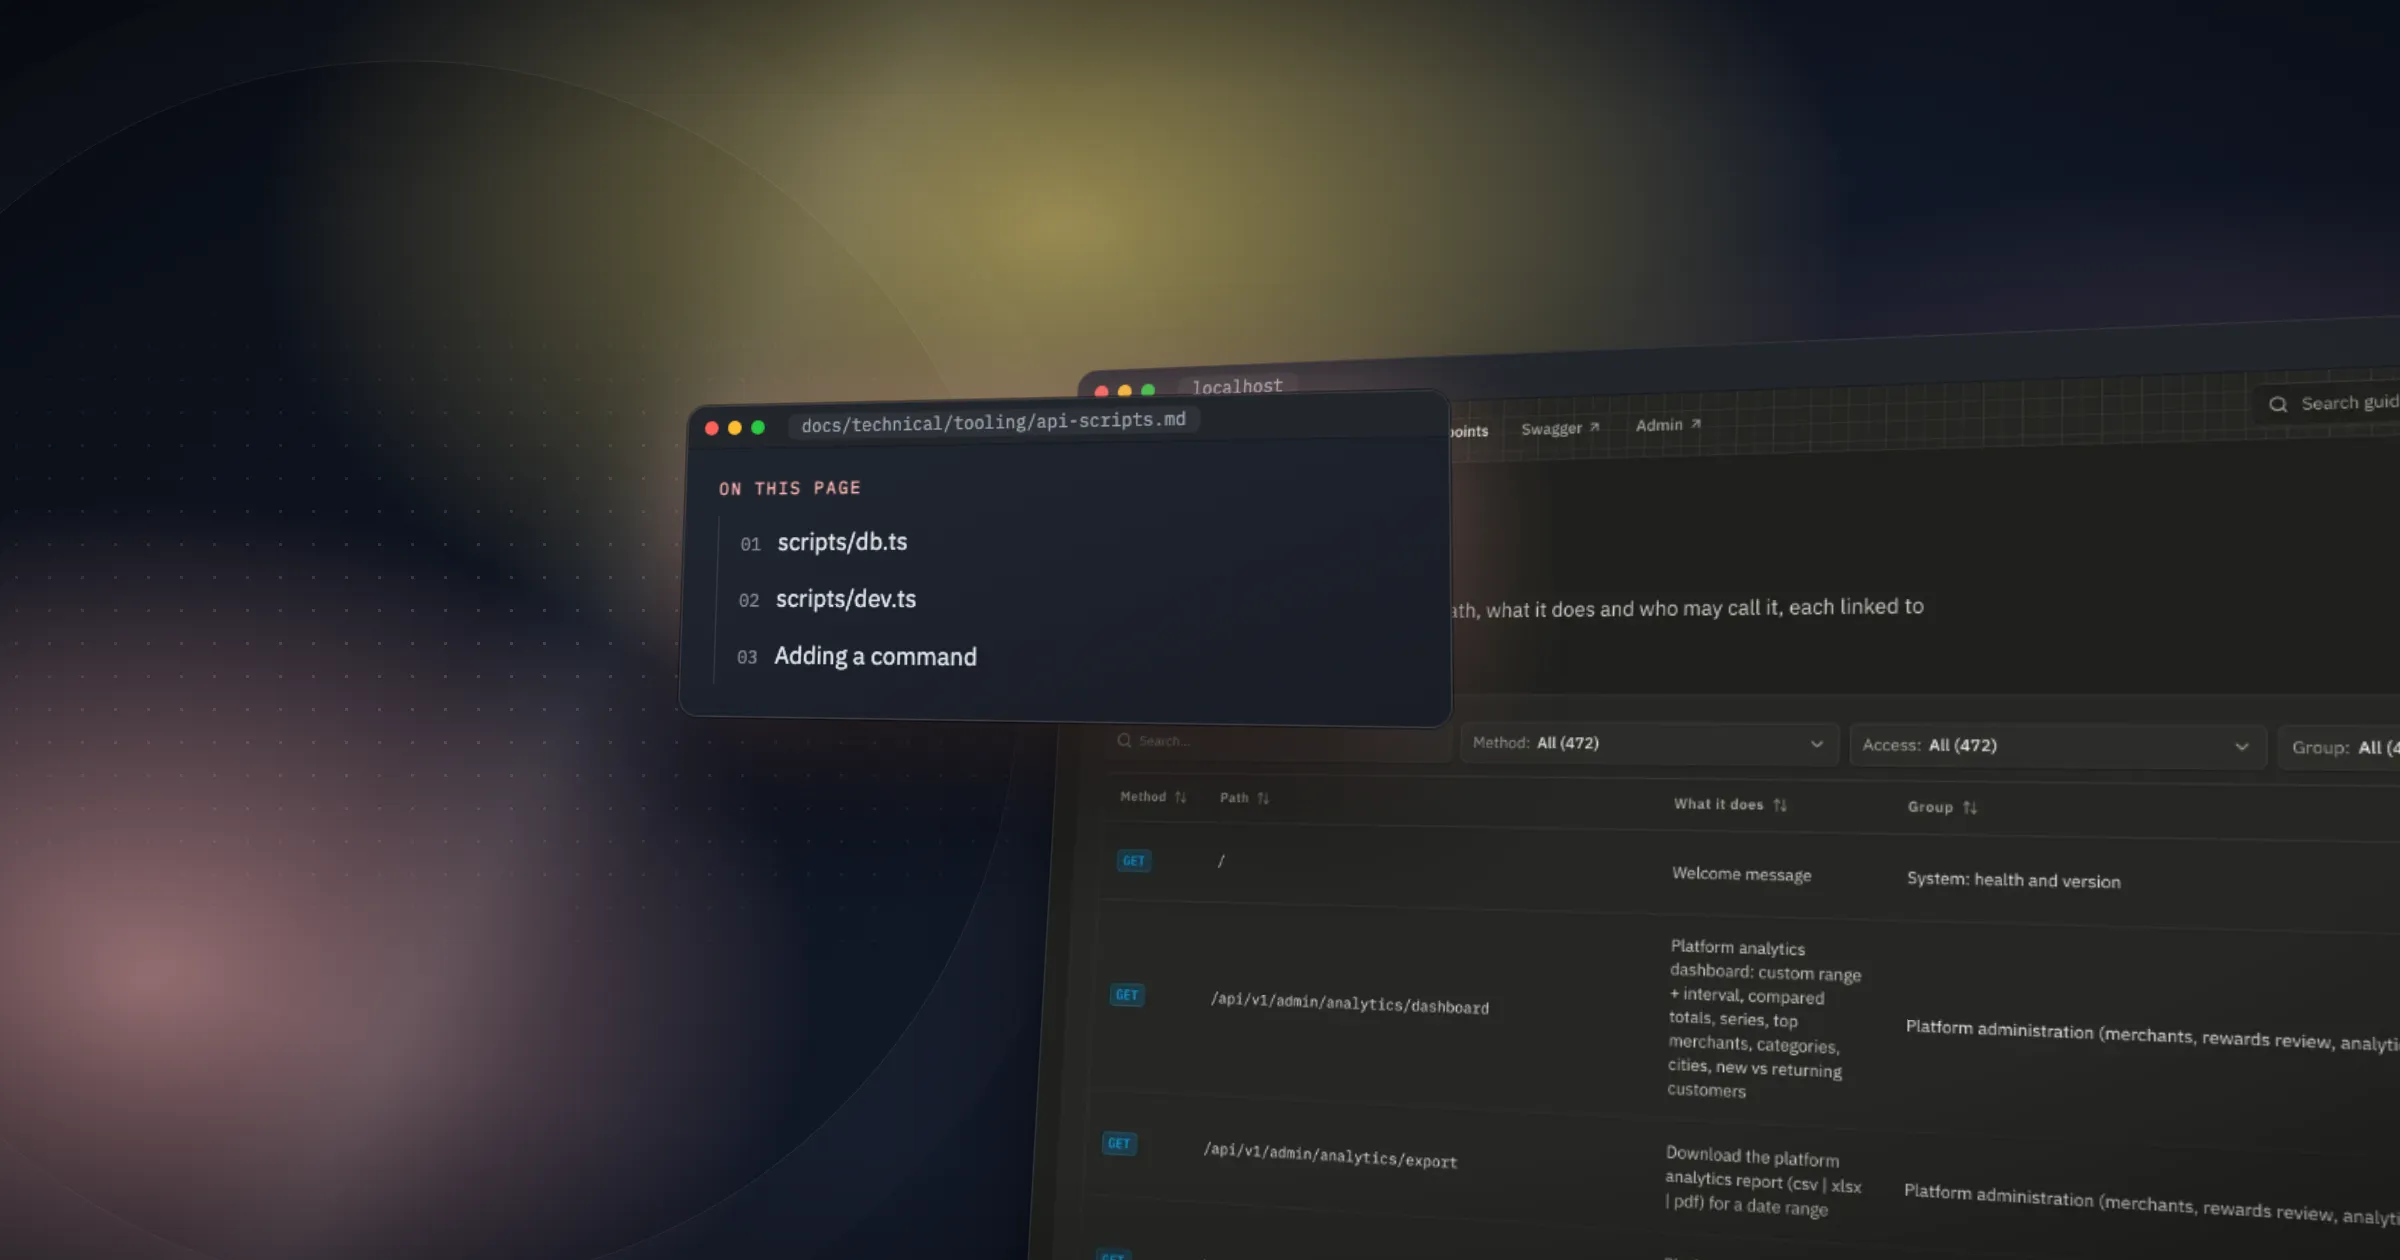 localhost
docs/technical/tooling/api-scripts.md
ON THIS PAGE
01 scripts/db.ts
02 scripts/dev.ts
03 Adding a command
Swagger ↗ Admin ↗
Search
what it does and who may call it, each linked to
Search...
Method: All (472)
Access: All (472)
Group: All
Method ↑↓ Path ↑↓ What it does ↑↓ Group ↑↓
GET / Welcome message System: health and version
GET /api/v1/admin/analytics/dashboard
Platform analytics
dashboard: custom range
+ interval, compared
totals, series, top
merchants, categories,
cities, new vs returning
customers
Platform administration (merchants, rewards review,
GET /api/v1/admin/analytics/export
Download the platform
analytics report (csv | xlsx
| pdf) for a date range
Platform administration (merchants, rewards review,
GET